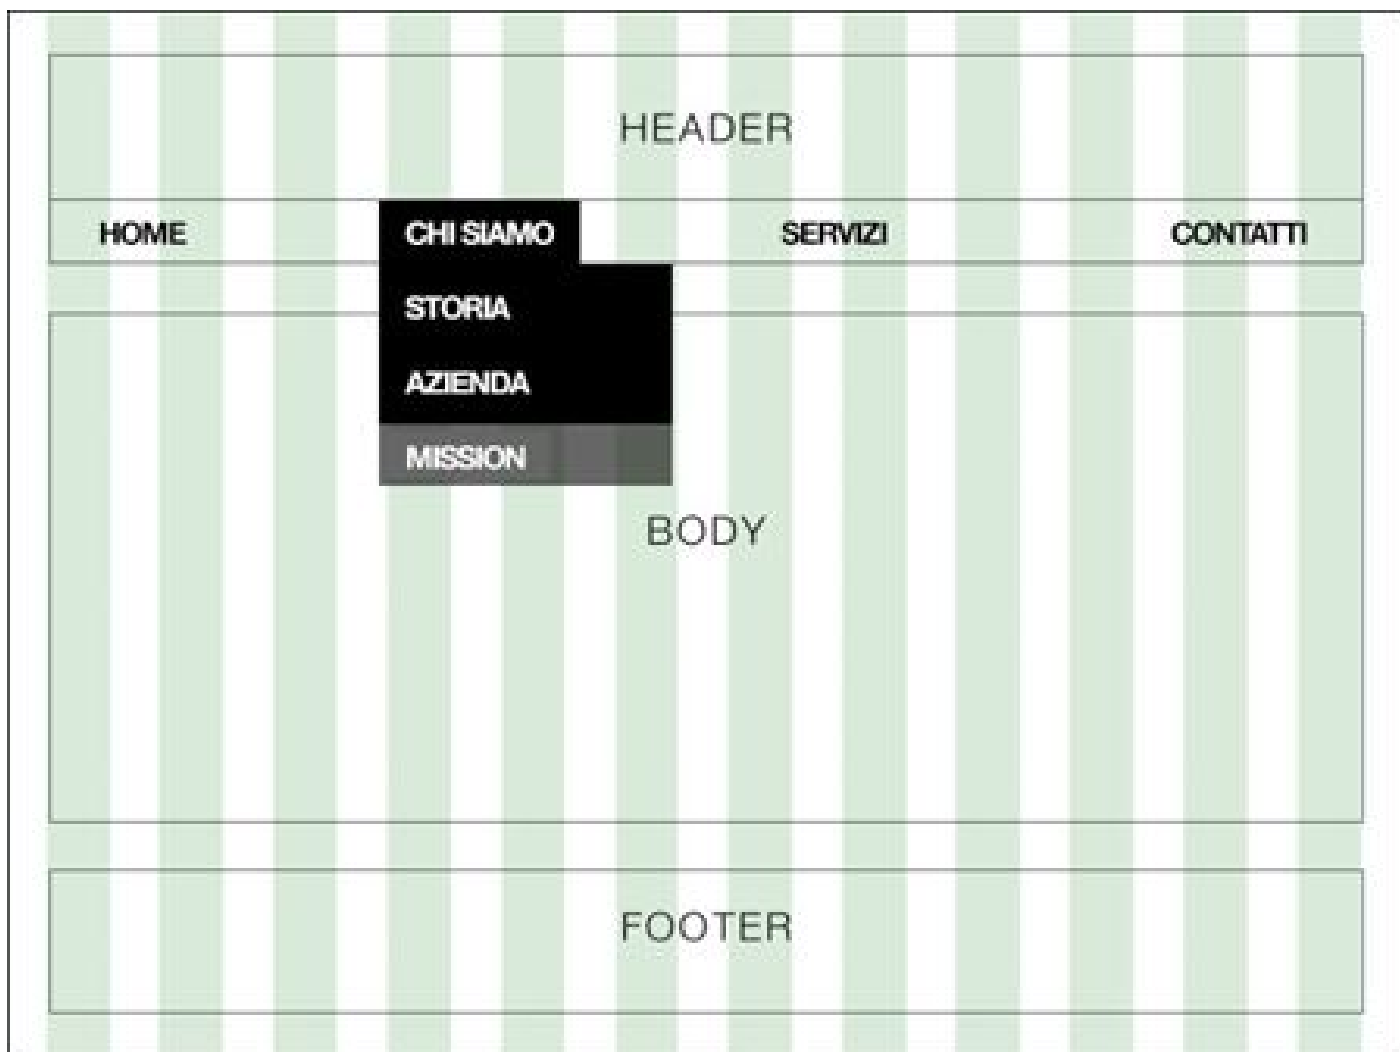 HEADER
HOME CHI SIAMO SERVIZI CONTATTI
STORIA
AZIENDA
MISSION
BODY
FOOTER